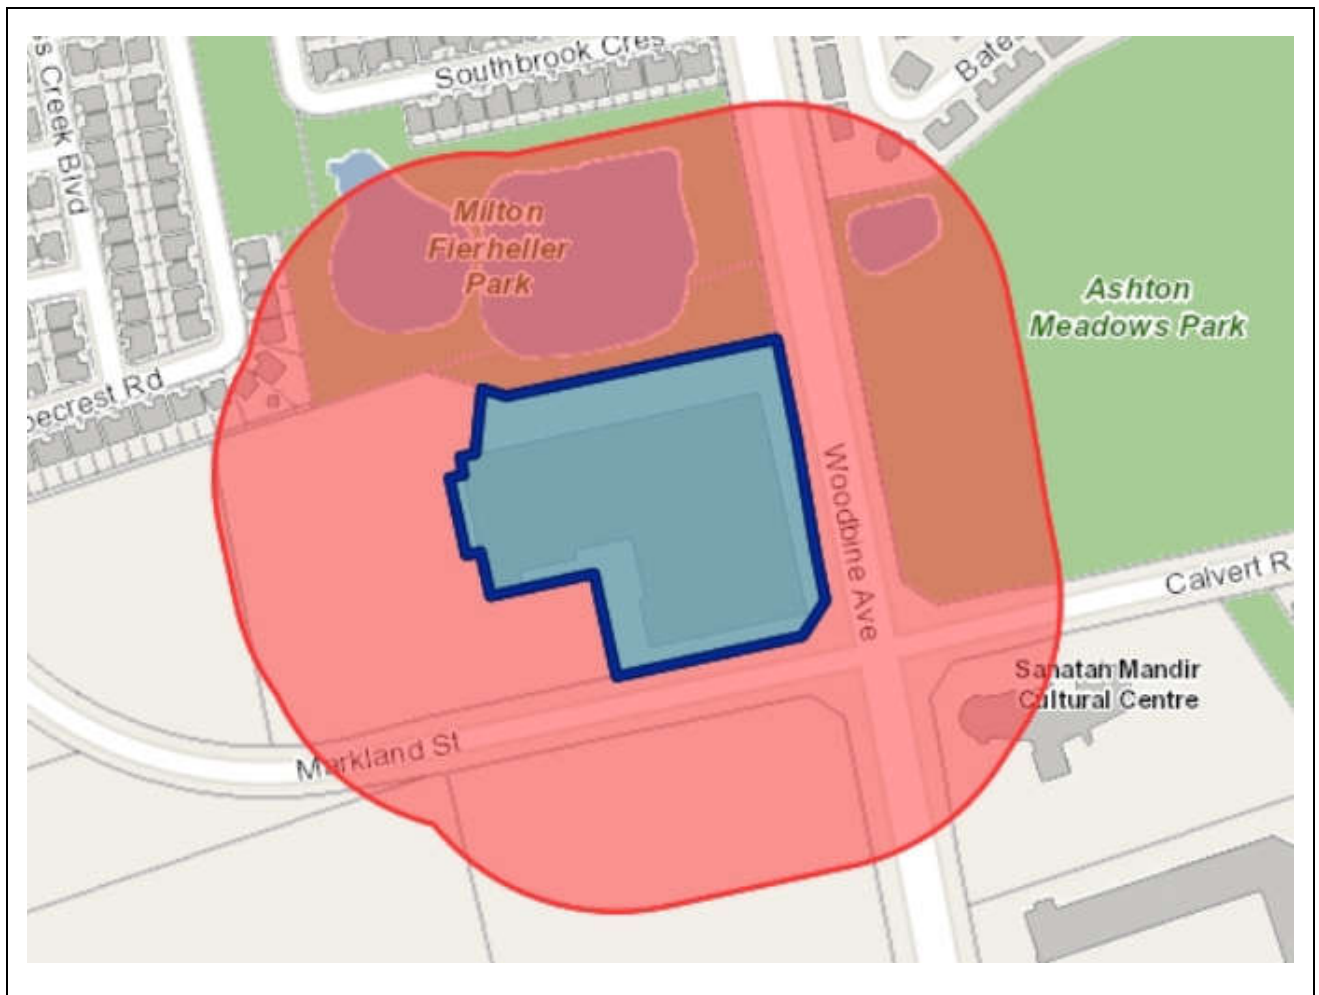 Southbrook Cres
Creek Blvd
Milton
Fierheller
Park
Ashton
Meadows Park
Rd
Woodbine Ave
Calvert R
Sanatan Mandir
Cultural Centre
Markland St